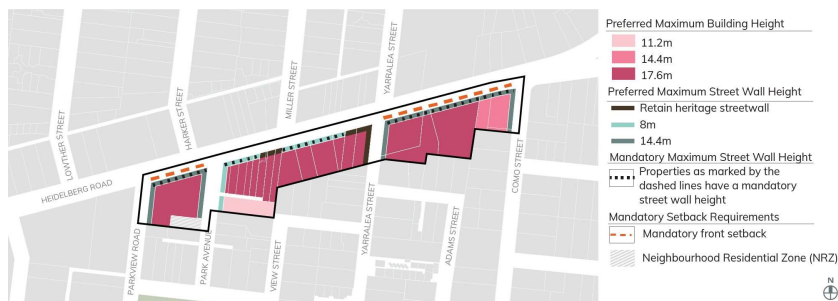 LOWTHER STREET
HARKER STREET
MILLER STREET
YARRALEA STREET
HEIDELBERG ROAD
PARKVIEW ROAD
PARK AVENUE
VIEW STREET
YARRALEA STREET
ADAMS STREET
COMO STREET
Preferred Maximum Building Height
11.2m
14.4m
17.6m
Preferred Maximum Street Wall Height
Retain heritage streetwall
8m
14.4m
Mandatory Maximum Street Wall Height
Properties as marked by the
dashed lines have a mandatory
street wall height
Mandatory Setback Requirements
Mandatory front setback
Neighbourhood Residential Zone (NRZ)
N